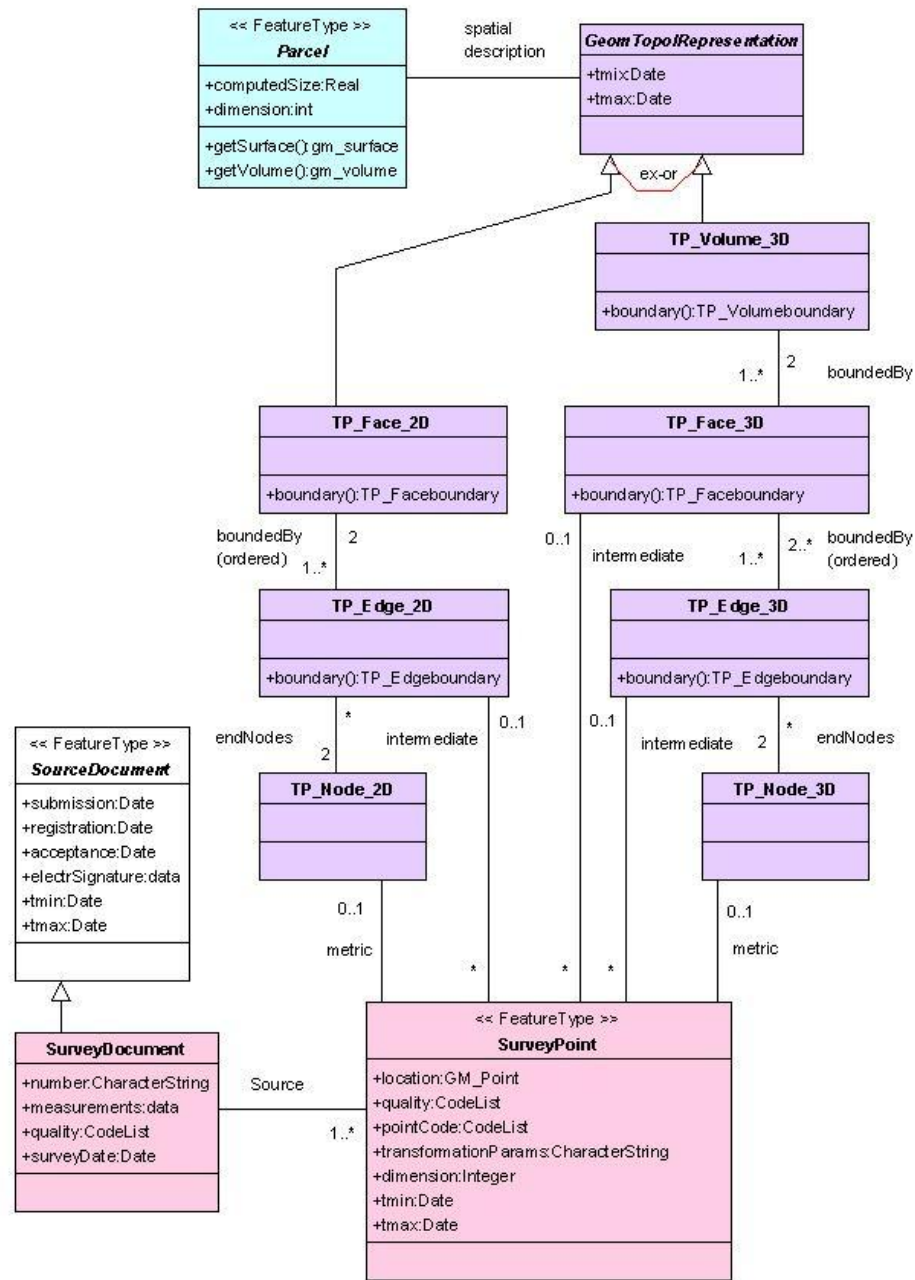 << FeatureType >>
Parcel
+computedSize:Real
+dimension:int
+getSurface():gm_surface
+getVolume():gm_volume
spatial
description
GeomTopolRepresentation
+tmix:Date
+tmax:Date
ex-or
TP_Volume_3D
+boundary():TP_Volumeboundary
1..*
2
boundedBy
TP_Face_2D
+boundary():TP_Faceboundary
TP_Face_3D
+boundary():TP_Faceboundary
boundedBy
(ordered)
2
1..*
0..1
intermediate
1..*
2..*
boundedBy
(ordered)
TP_Edge_2D
+boundary():TP_Edgeboundary
TP_Edge_3D
+boundary():TP_Edgeboundary
endNodes
*
2
intermediate
0..1
0..1
intermediate
2
*
endNodes
TP_Node_2D
TP_Node_3D
0..1
metric
*
*
*
0..1
metric
<< FeatureType >>
SourceDocument
+submission:Date
+registration:Date
+acceptance:Date
+electrSignature:data
+tmin:Date
+tmax:Date
SurveyDocument
+number:CharacterString
+measurements:data
+quality:CodeList
+surveyDate:Date
Source
1..*
<< FeatureType >>
SurveyPoint
+location:GM_Point
+quality:CodeList
+pointCode:CodeList
+transformationParams:CharacterString
+dimension:Integer
+tmin:Date
+tmax:Date